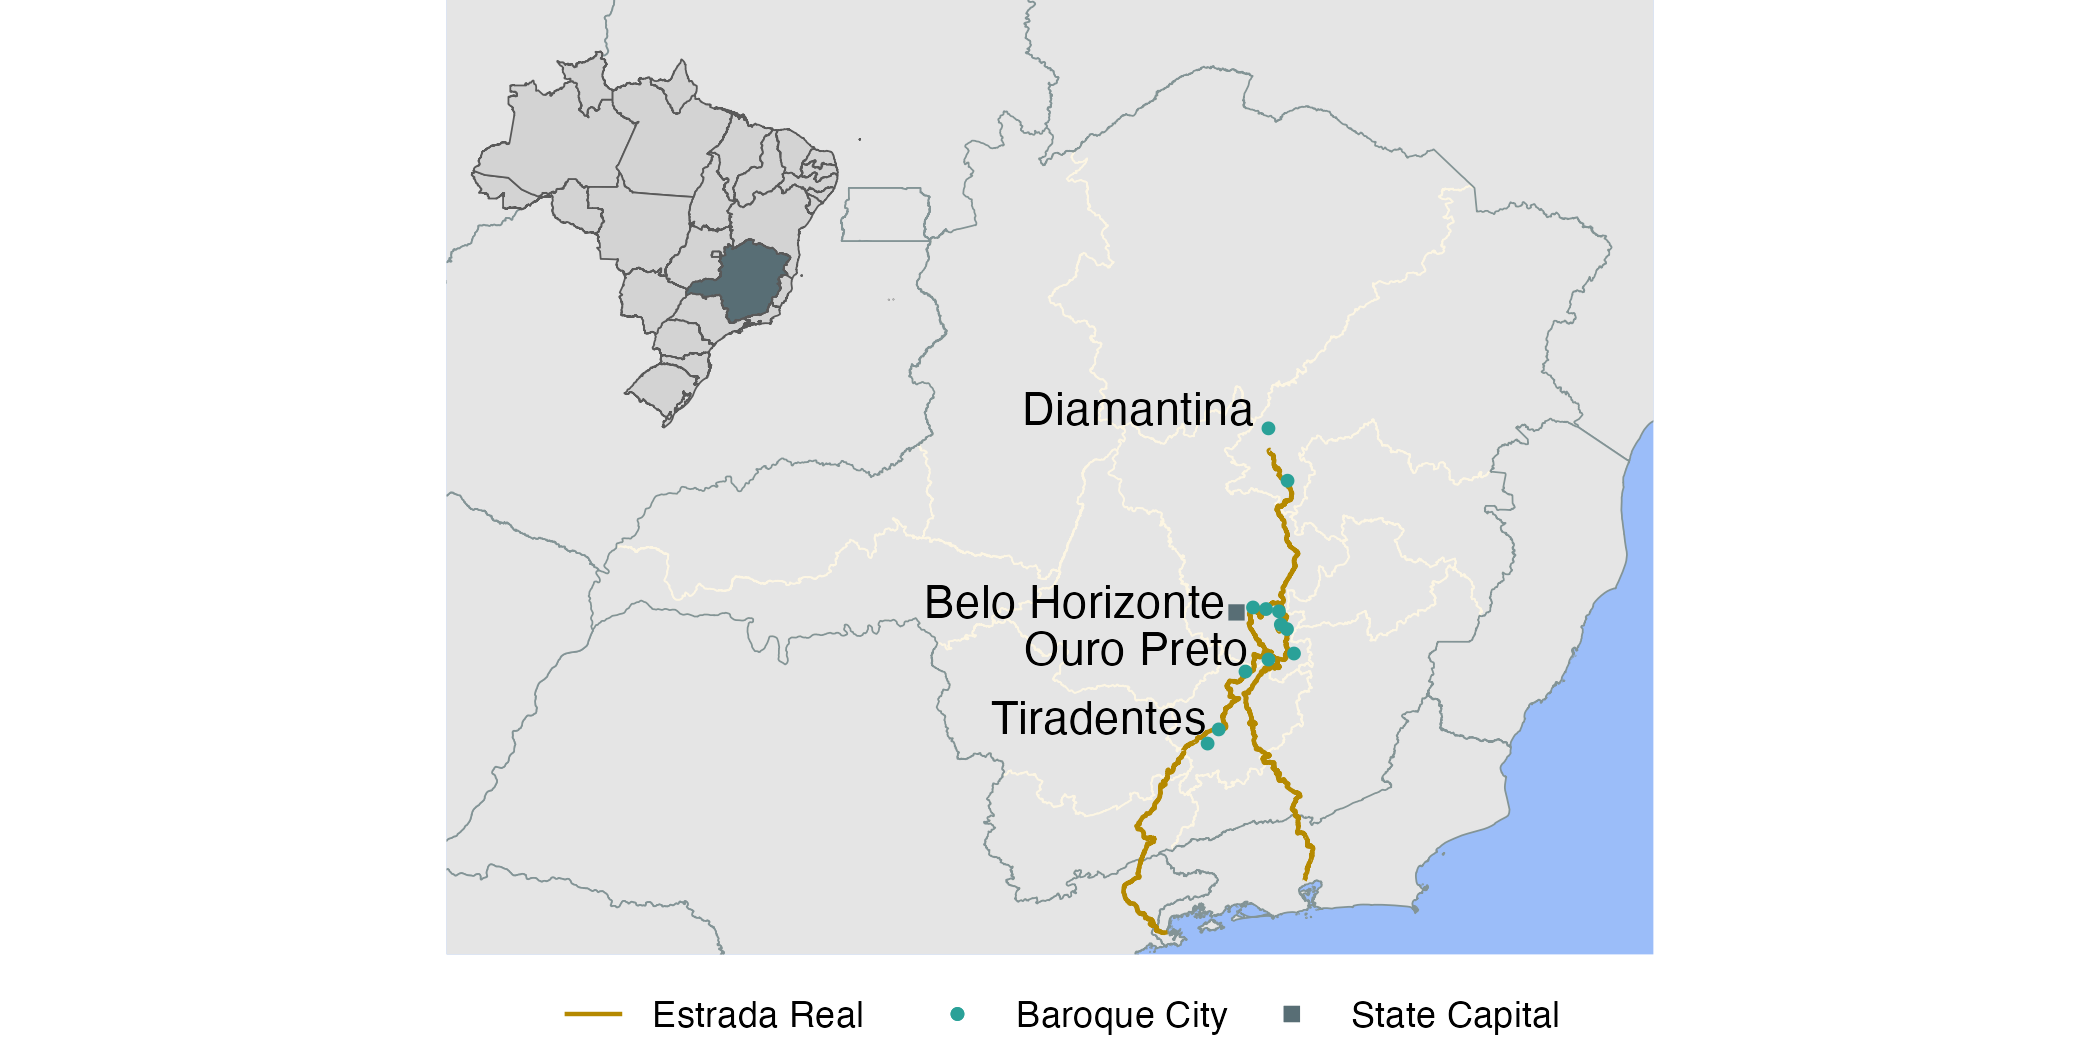 Diamantina
Belo Horizonte
Ouro Preto
Tiradentes
Estrada Real
Baroque City
State Capital